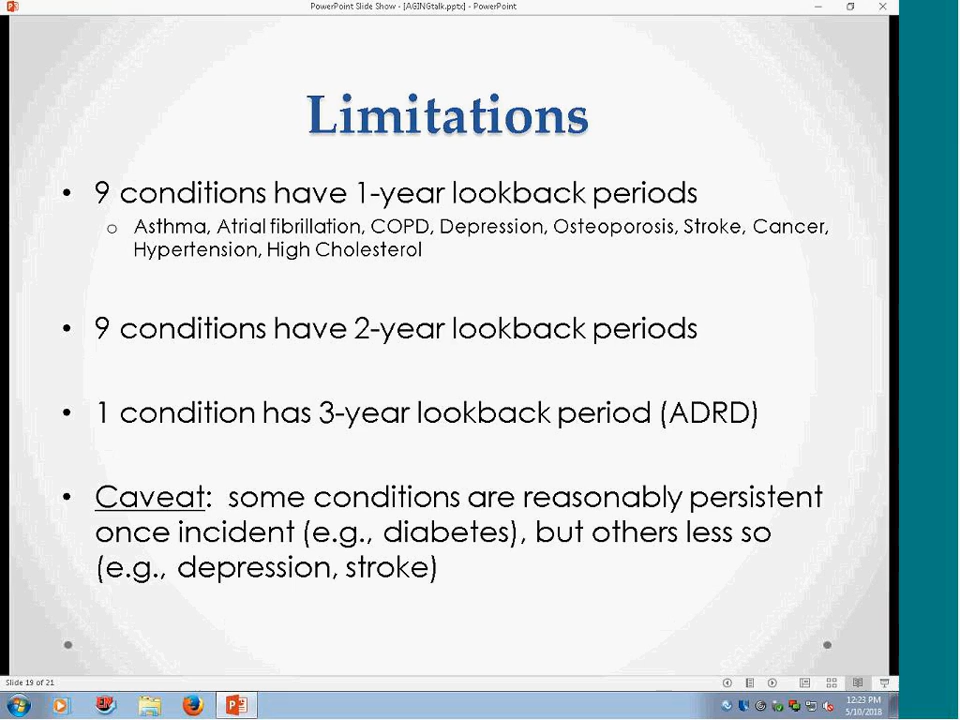 PowerPoint Slide Show - [AGINGtalk.pptx] - PowerPoint
Limitations
• 9 conditions have 1-year lookback periods
o Asthma, Atrial fibrillation, COPD, Depression, Osteoporosis, Stroke, Cancer,
Hypertension, High Cholesterol
• 9 conditions have 2-year lookback periods
• 1 condition has 3-year lookback period (ADRD)
• Caveat: some conditions are reasonably persistent
once incident (e.g., diabetes), but others less so
(e.g., depression, stroke)
Slide 19 of 21
12:23 PM
5/10/2018